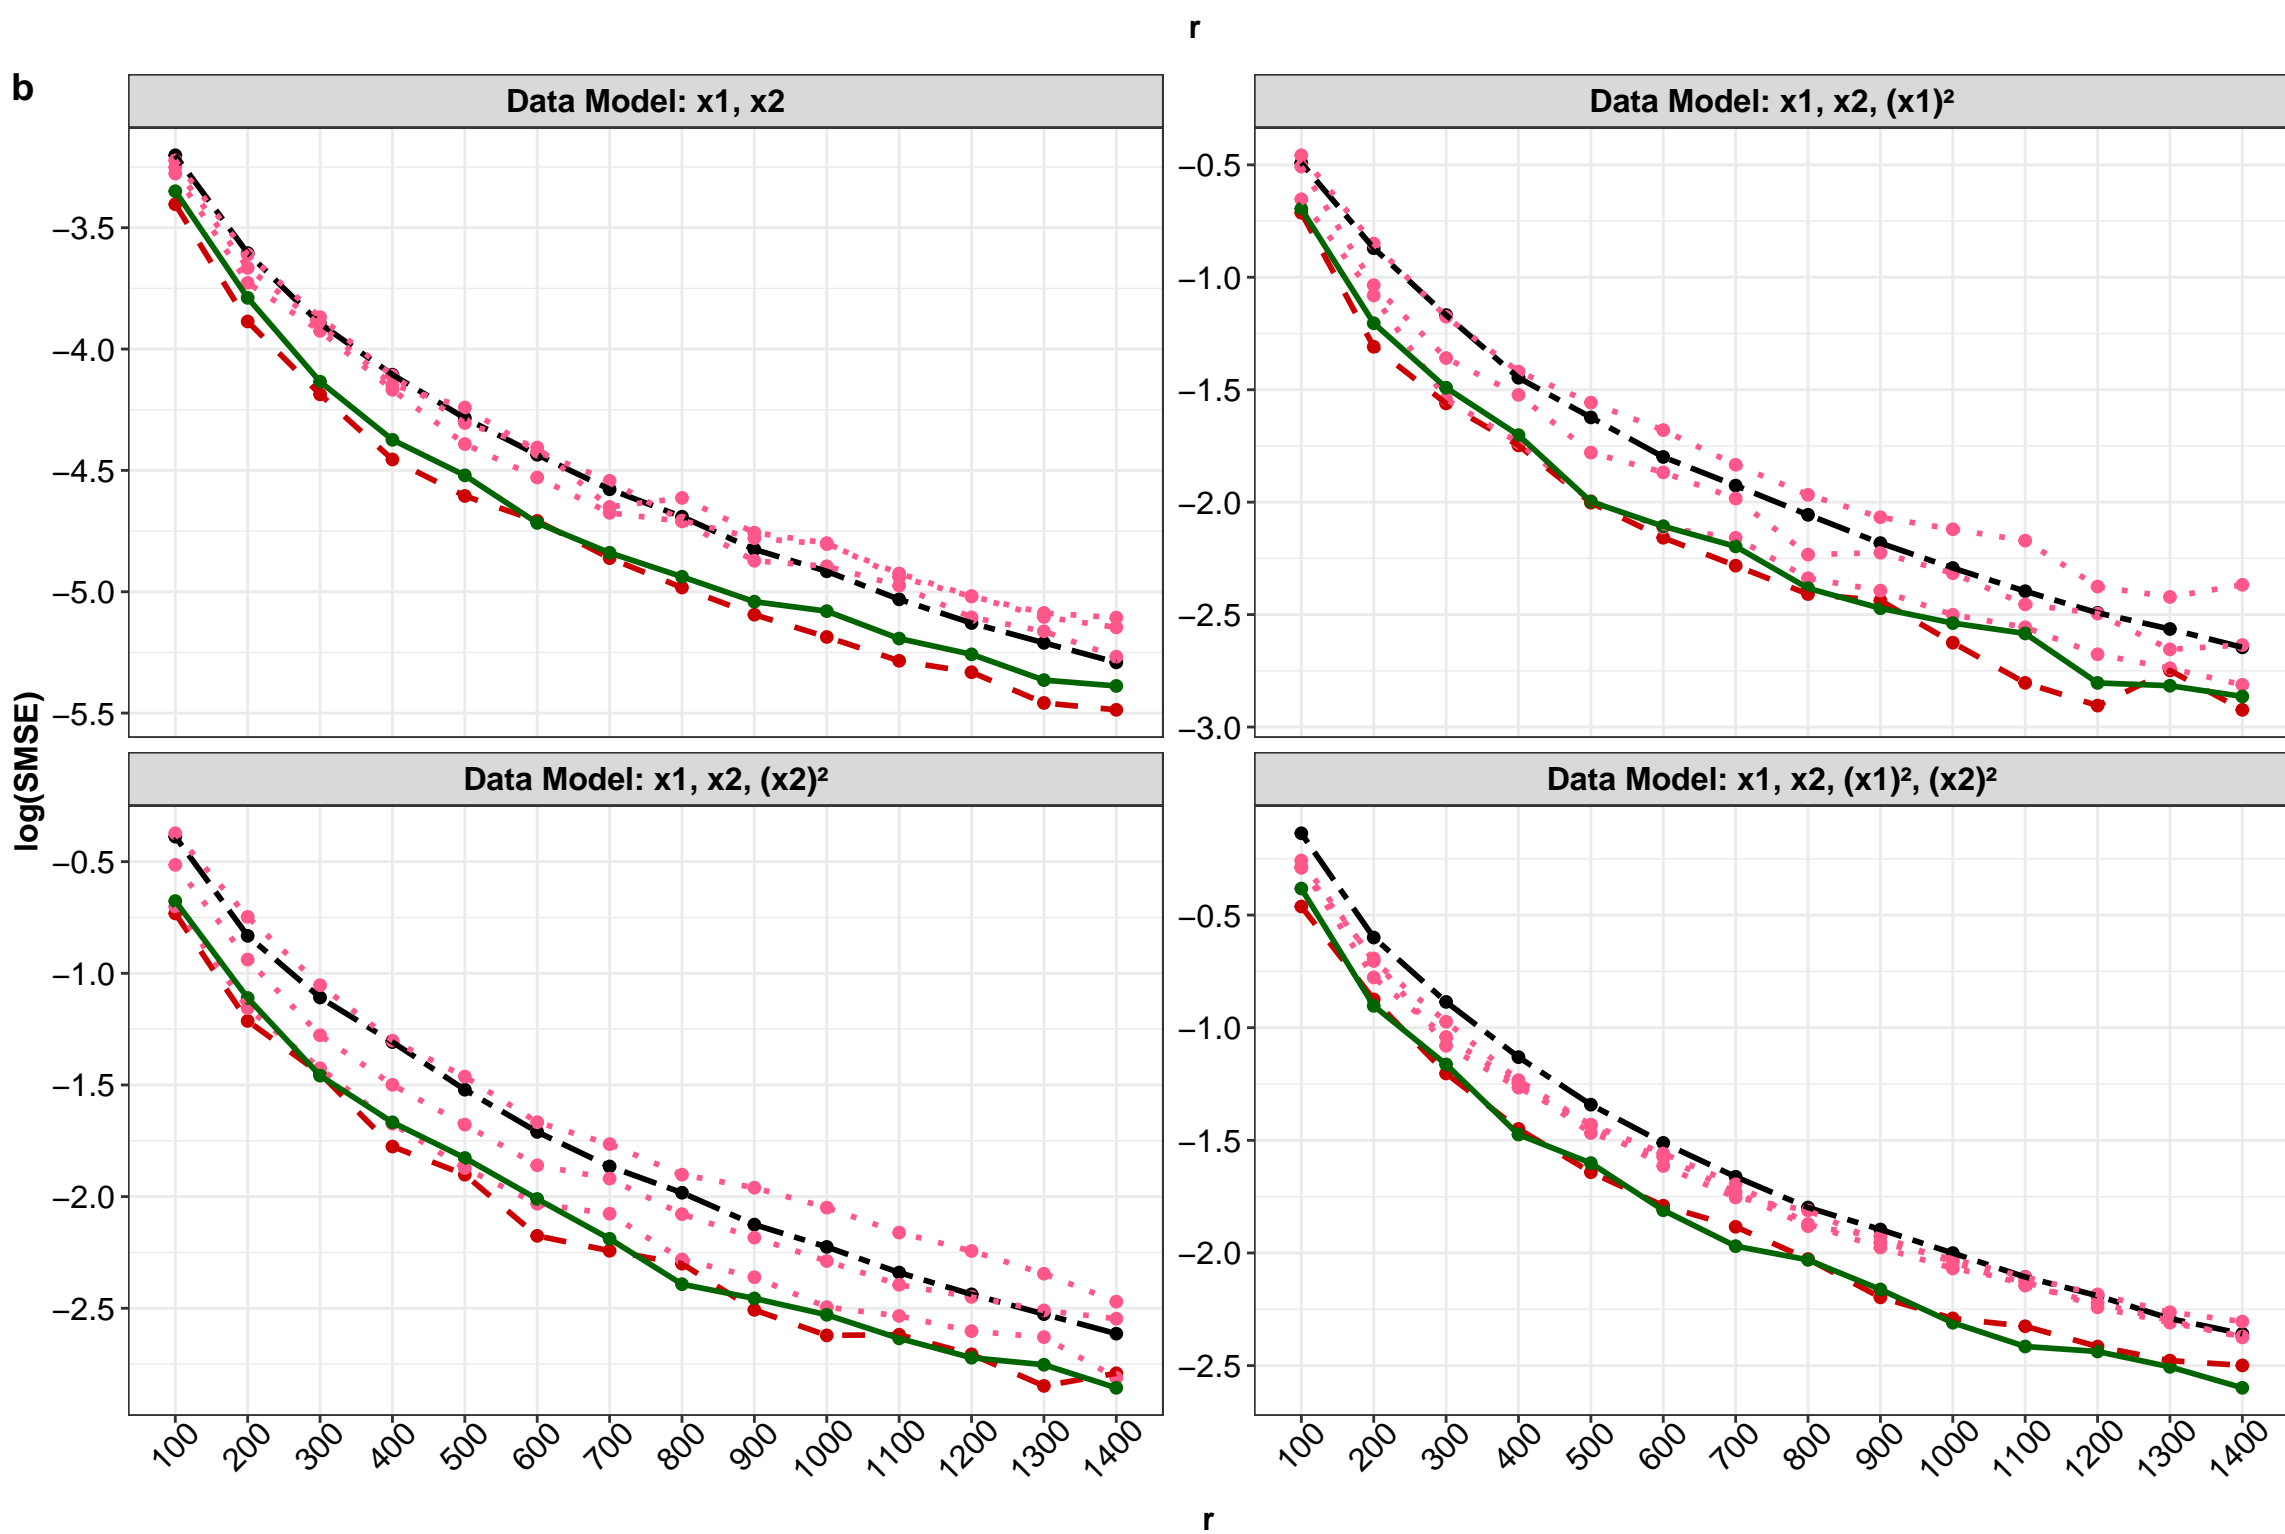 r
b
Data Model: x1, x2
Data Model: x1, x2, (x1)²
−3.5
−4.0
−4.5
−5.0
−5.5
−0.5
−1.0
−1.5
−2.0
−2.5
−3.0
log(SMSE)
Data Model: x1, x2, (x2)²
Data Model: x1, x2, (x1)², (x2)²
−0.5
−1.0
−1.5
−2.0
−2.5
−0.5
−1.0
−1.5
−2.0
−2.5
100 200 300 400 500 600 700 800 900 1000 1100 1200 1300 1400
100 200 300 400 500 600 700 800 900 1000 1100 1200 1300 1400
r